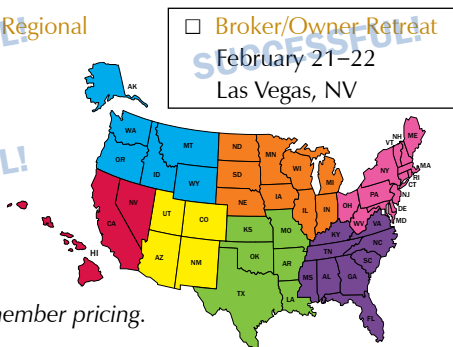 Regional
□ Broker/Owner Retreat
SUCCESSFUL!
February 21–22
Las Vegas, NV
L!
L!
AK
WA
OR
ID
MT
WY
ND
SD
NE
MN
IA
WI
IL
MI
IN
OH
PA
NY
VT
NH
ME
MA
RI
CT
NJ
DE
MD
WV
VA
KY
NC
TN
SC
MS
AL
GA
FL
CA
NV
HI
UT
CO
AZ
NM
KS
MO
OK
AR
TX
LA
ember pricing.